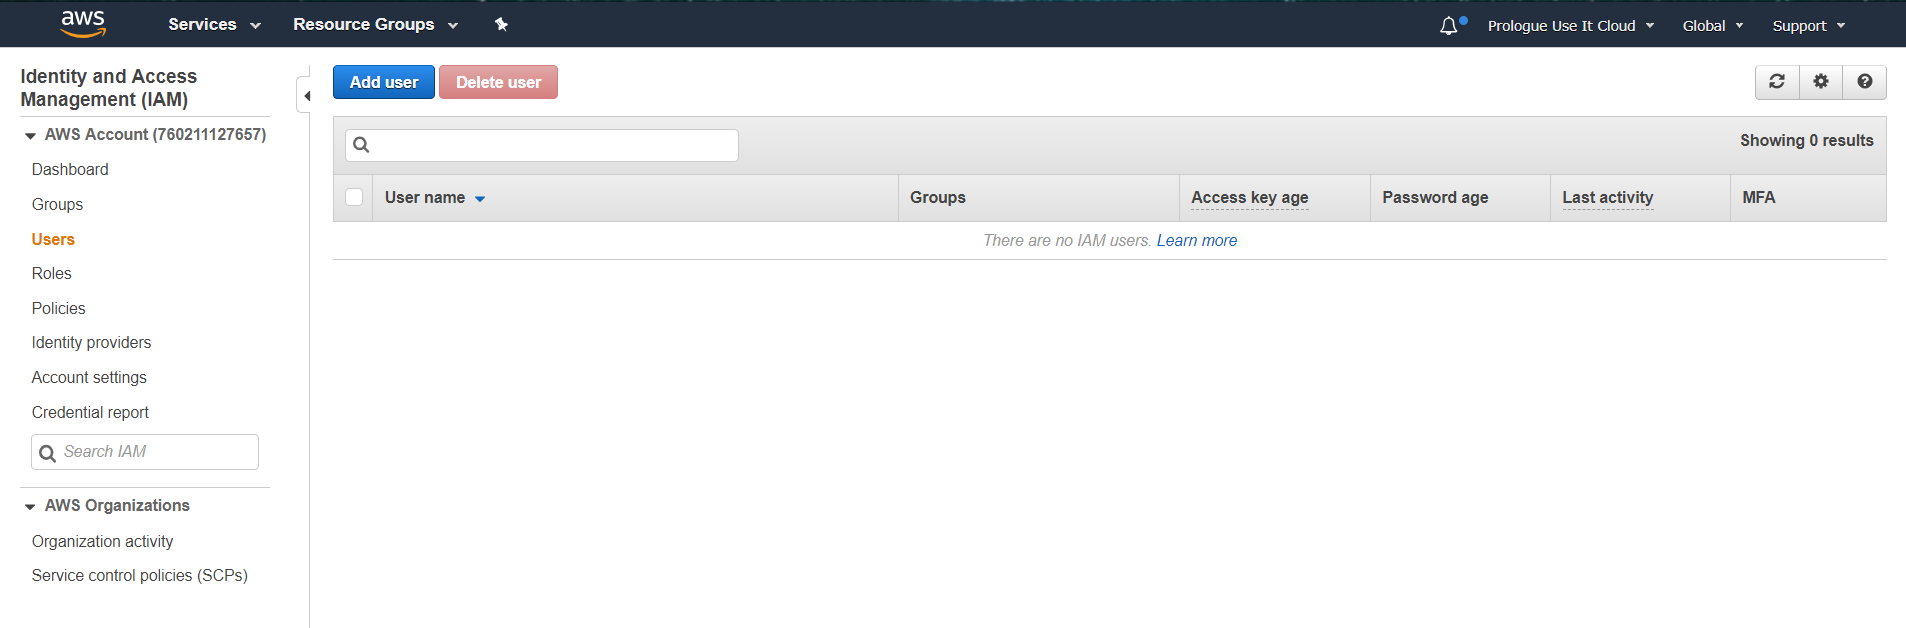 aws Services Resource Groups Prologue Use It Cloud Global Support
Identity and Access
Management (IAM)
AWS Account (760211127657)
Dashboard
Groups
Users
Roles
Policies
Identity providers
Account settings
Credential report
Search IAM
AWS Organizations
Organization activity
Service control policies (SCPs)
Add user Delete user
Showing 0 results
User name Groups Access key age Password age Last activity MFA
There are no IAM users. Learn more